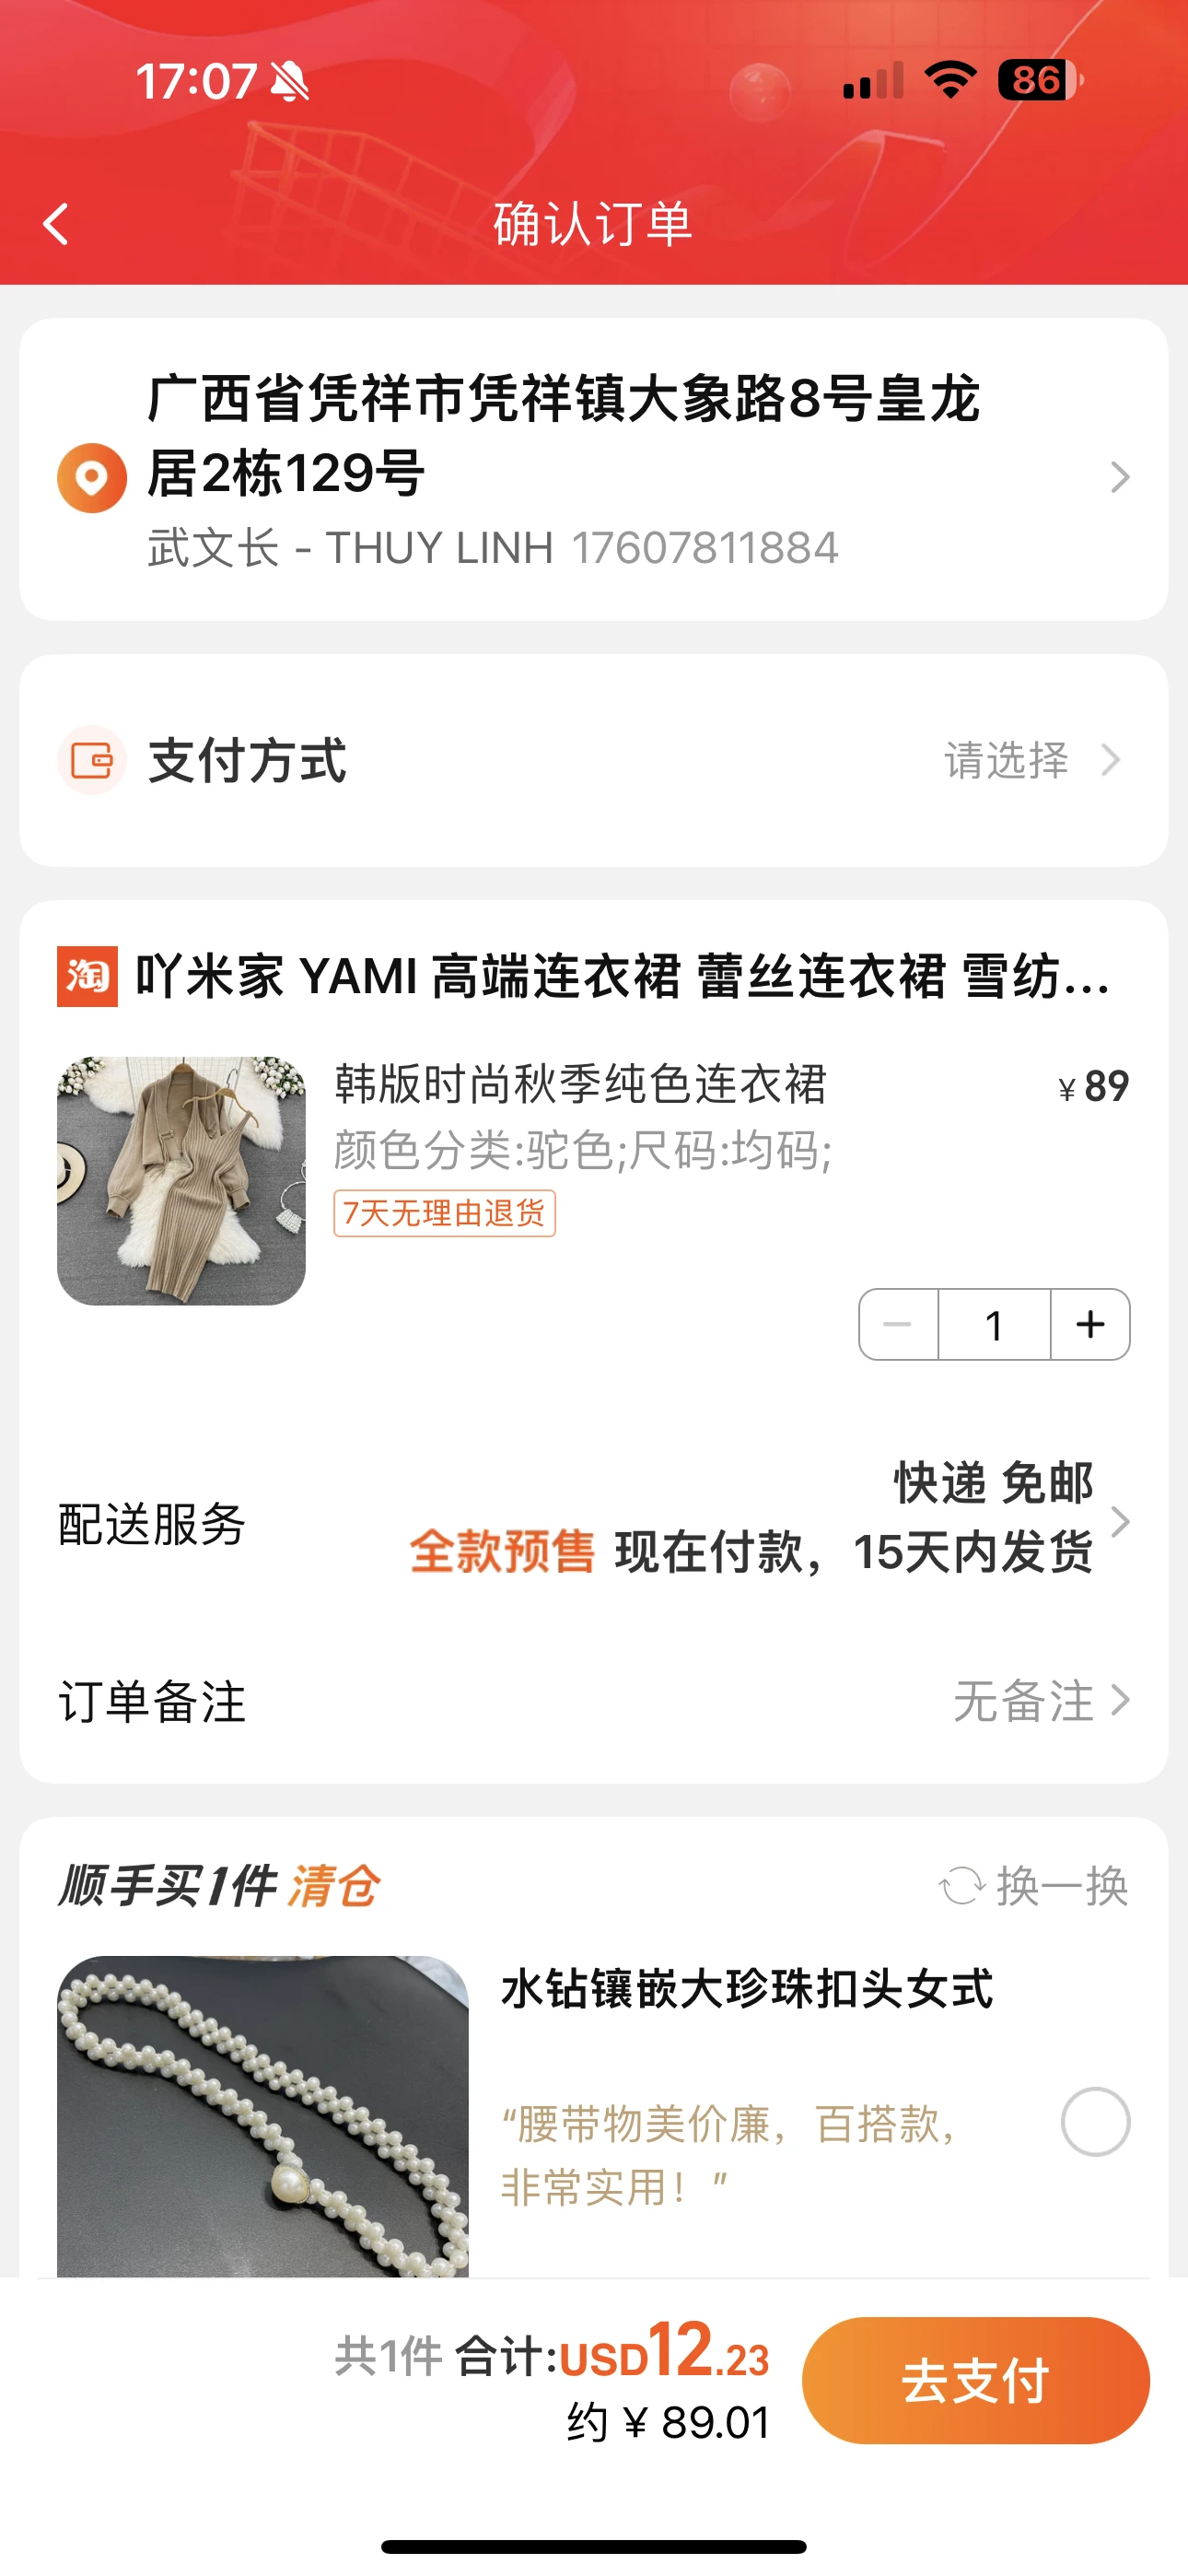 17:07
86
确认订单
广西省凭祥市凭祥镇大象路8号皇龙
居2栋129号
武文长 - THUY LINH 17607811884
支付方式
请选择
淘 吖米家 YAMI 高端连衣裙 蕾丝连衣裙 雪纺...
韩版时尚秋季纯色连衣裙
¥ 89
颜色分类:驼色;尺码:均码;
7天无理由退货
1
快递 免邮
配送服务
全款预售 现在付款，15天内发货
订单备注
无备注
顺手买1件 清仓
换一换
水钻镶嵌大珍珠扣头女式
“腰带物美价廉，百搭款，
非常实用！”
共1件 合计:USD12.23
约 ¥ 89.01
去支付